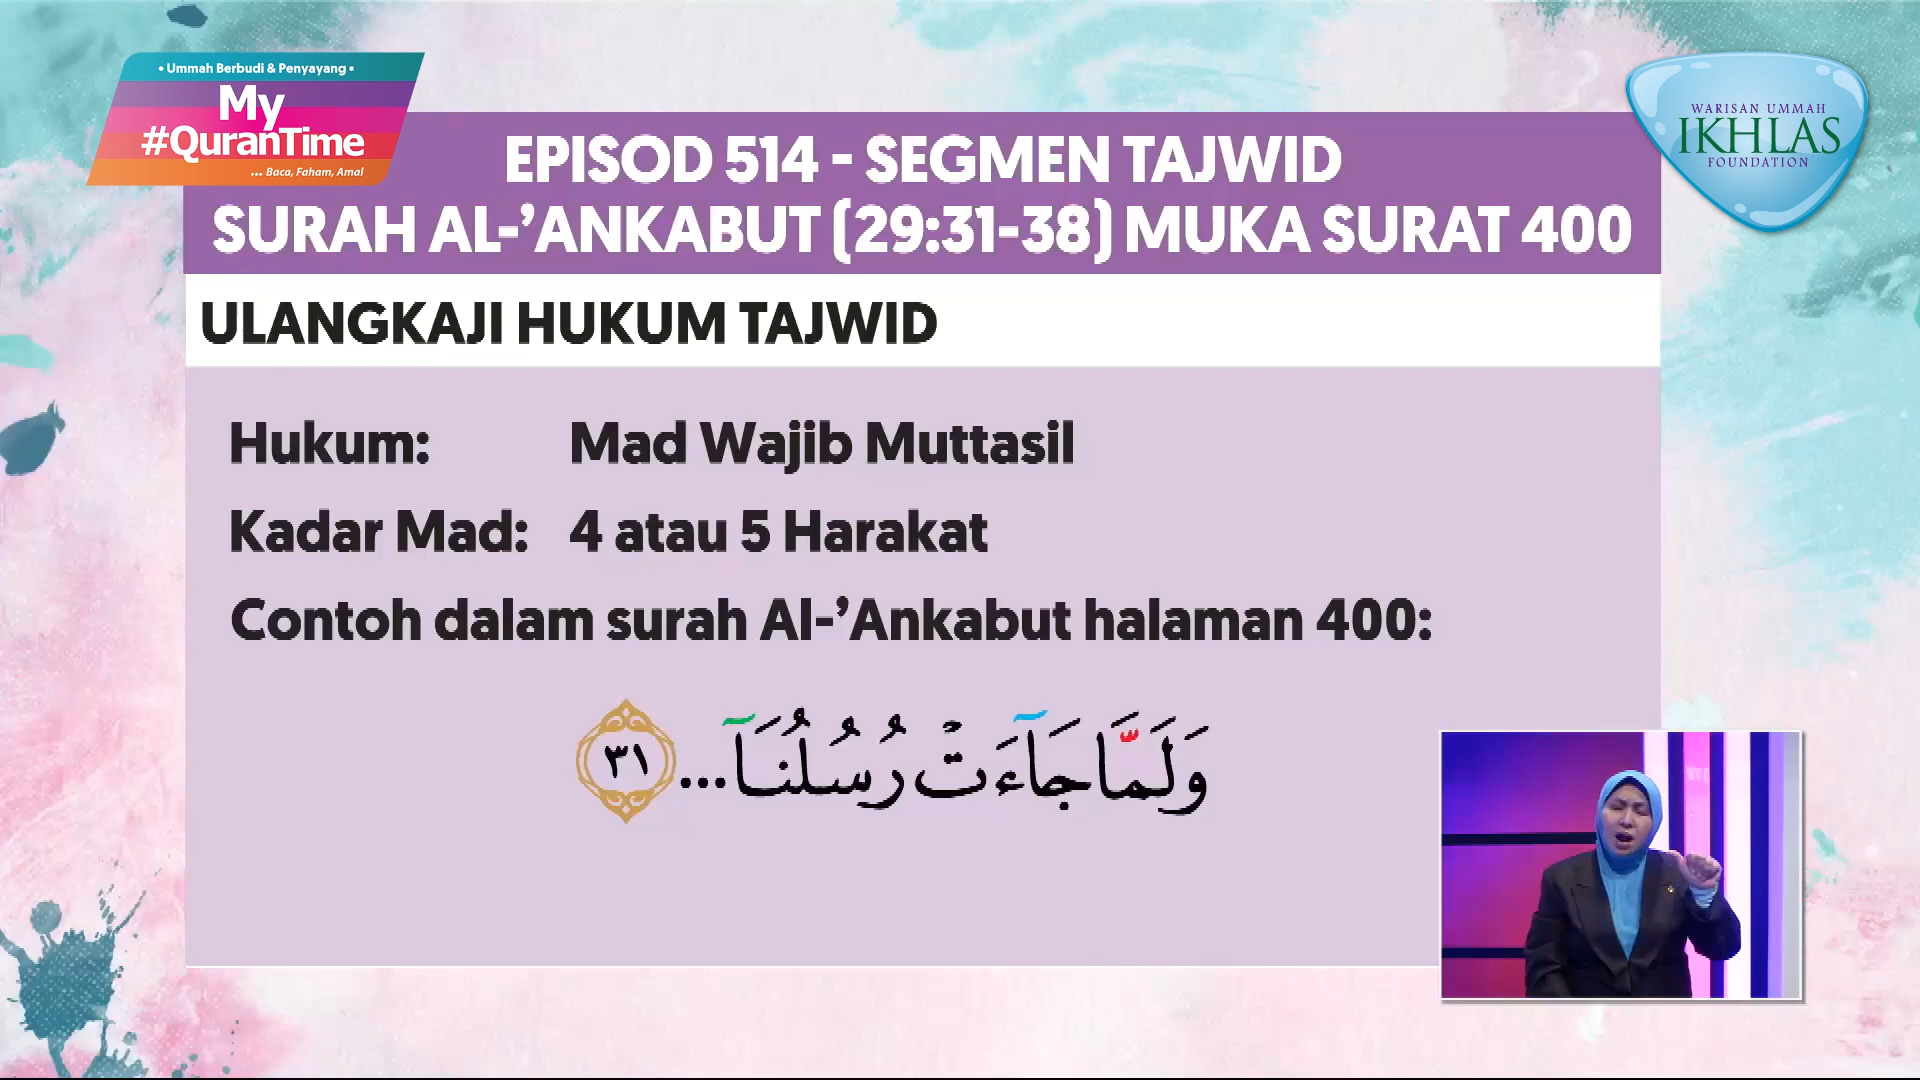 • Ummah Berbudi & Penyayang •
My
#QuranTime
... Baca, Faham, Amal
WARISAN UMMAH
IKHLAS
FOUNDATION
EPISOD 514 - SEGMEN TAJWID
SURAH AL-’ANKABUT (29:31-38) MUKA SURAT 400
ULANGKAJI HUKUM TAJWID
Hukum: Mad Wajib Muttasil
Kadar Mad: 4 atau 5 Harakat
Contoh dalam surah Al-’Ankabut halaman 400:
وَلَمَّا جَآءَتْ رُسُلُنَآ... ٣١